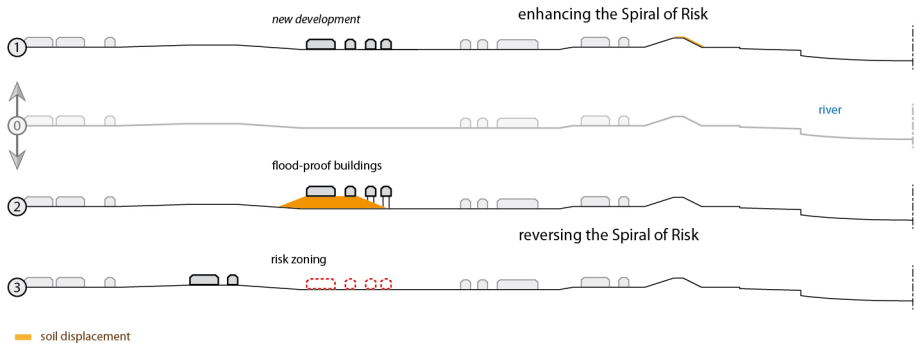 enhancing the Spiral of Risk
new development
1
0
river
flood-proof buildings
2
reversing the Spiral of Risk
risk zoning
3
soil displacement